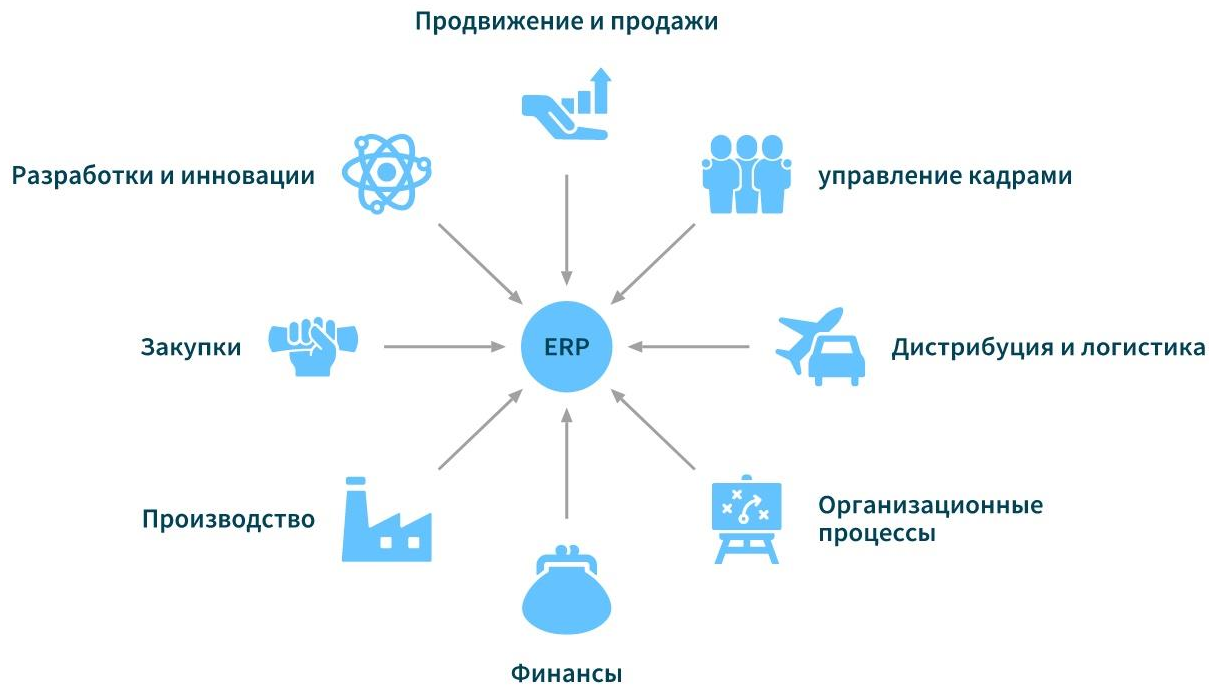 Продвижение и продажи
Разработки и инновации
управление кадрами
Закупки
ERP
Дистрибуция и логистика
Производство
Организационные
процессы
Финансы